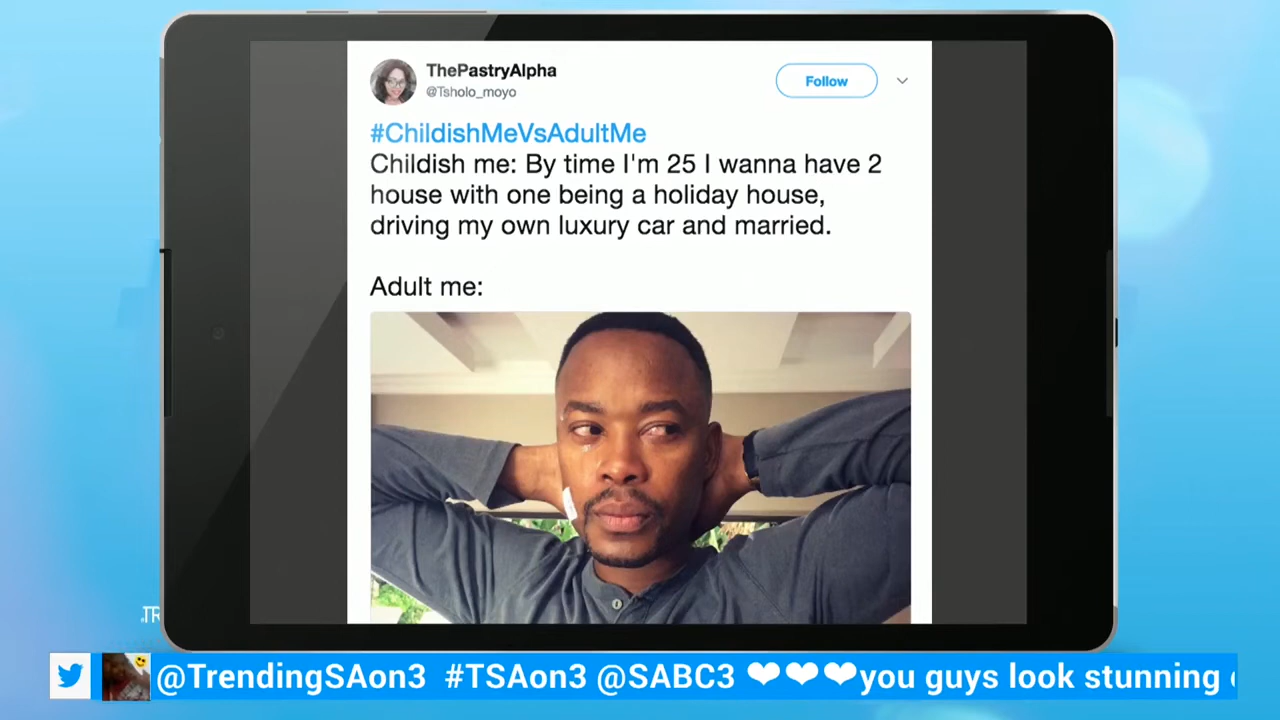 ThePastryAlpha
@Tsholo_moyo
Follow
#ChildishMeVsAdultMe
Childish me: By time I'm 25 I wanna have 2
house with one being a holiday house,
driving my own luxury car and married.
Adult me:
.TR
@TrendingSAon3 #TSAon3 @SABC3 ❤❤❤you guys look stunning